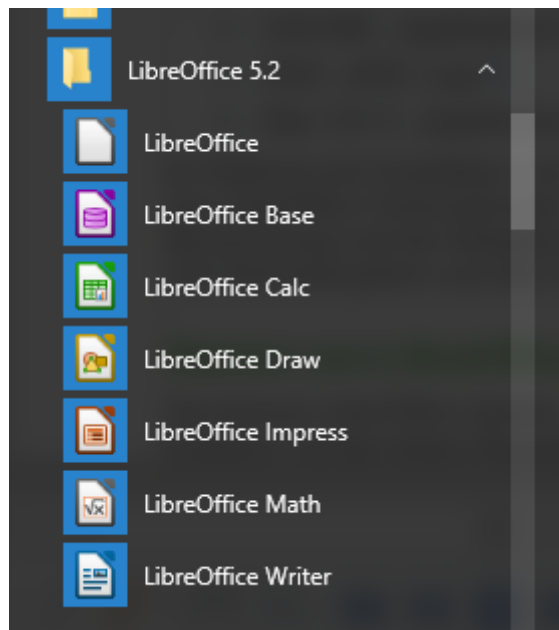 LibreOffice 5.2
LibreOffice
LibreOffice Base
LibreOffice Calc
LibreOffice Draw
LibreOffice Impress
LibreOffice Math
LibreOffice Writer